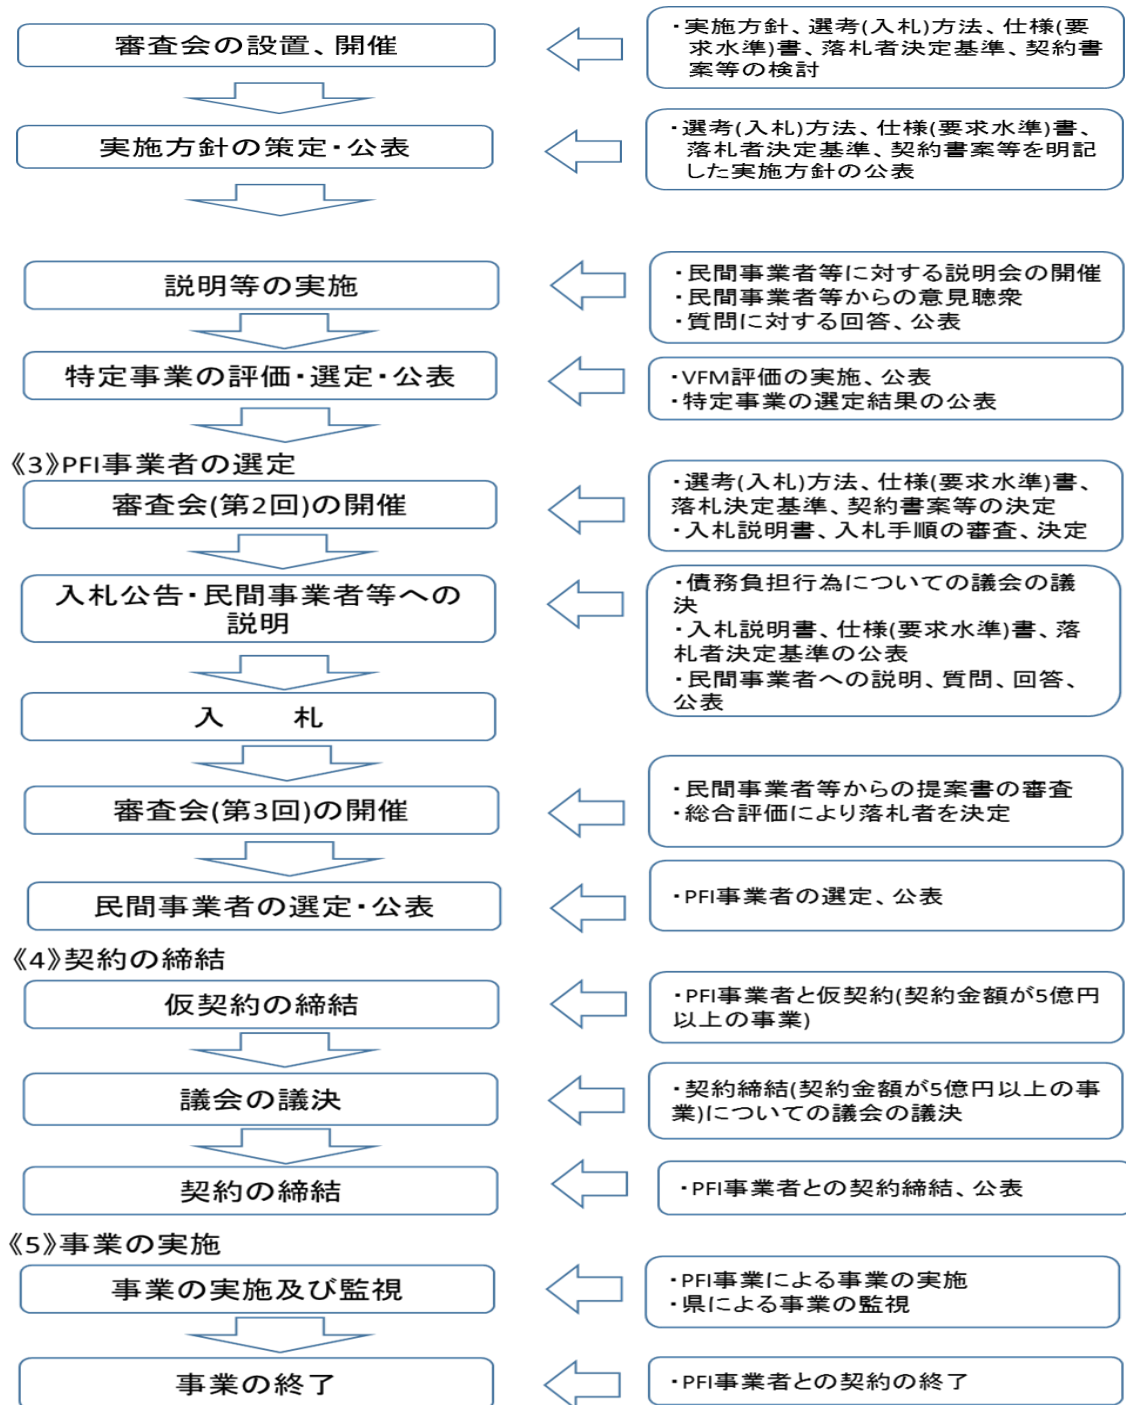 審査会の設置、開催
・実施方針、選考(入札)方法、仕様(要
求水準)書、落札者決定基準、契約書
案等の検討
実施方針の策定・公表
・選考(入札)方法、仕様(要求水準)書、
落札者決定基準、契約書案等を明記
した実施方針の公表
説明等の実施
・民間事業者等に対する説明会の開催
・民間事業者等からの意見聴衆
・質問に対する回答、公表
特定事業の評価・選定・公表
・VFM評価の実施、公表
・特定事業の選定結果の公表
《3》PFI事業者の選定
審査会(第2回)の開催
・選考(入札)方法、仕様(要求水準)書、
落札決定基準、契約書案等の決定
・入札説明書、入札手順の審査、決定
入札公告・民間事業者等への
説明
・債務負担行為についての議会の議
決
・入札説明書、仕様(要求水準)書、落
札者決定基準の公表
・民間事業者への説明、質問、回答、
公表
入　　札
審査会(第3回)の開催
・民間事業者等からの提案書の審査
・総合評価により落札者を決定
民間事業者の選定・公表
・PFI事業者の選定、公表
《4》契約の締結
仮契約の締結
・PFI事業者と仮契約(契約金額が5億円
以上の事業)
議会の議決
・契約締結(契約金額が5億円以上の事
業)についての議会の議決
契約の締結
・PFI事業者との契約締結、公表
《5》事業の実施
事業の実施及び監視
・PFI事業による事業の実施
・県による事業の監視
事業の終了
・PFI事業者との契約の終了